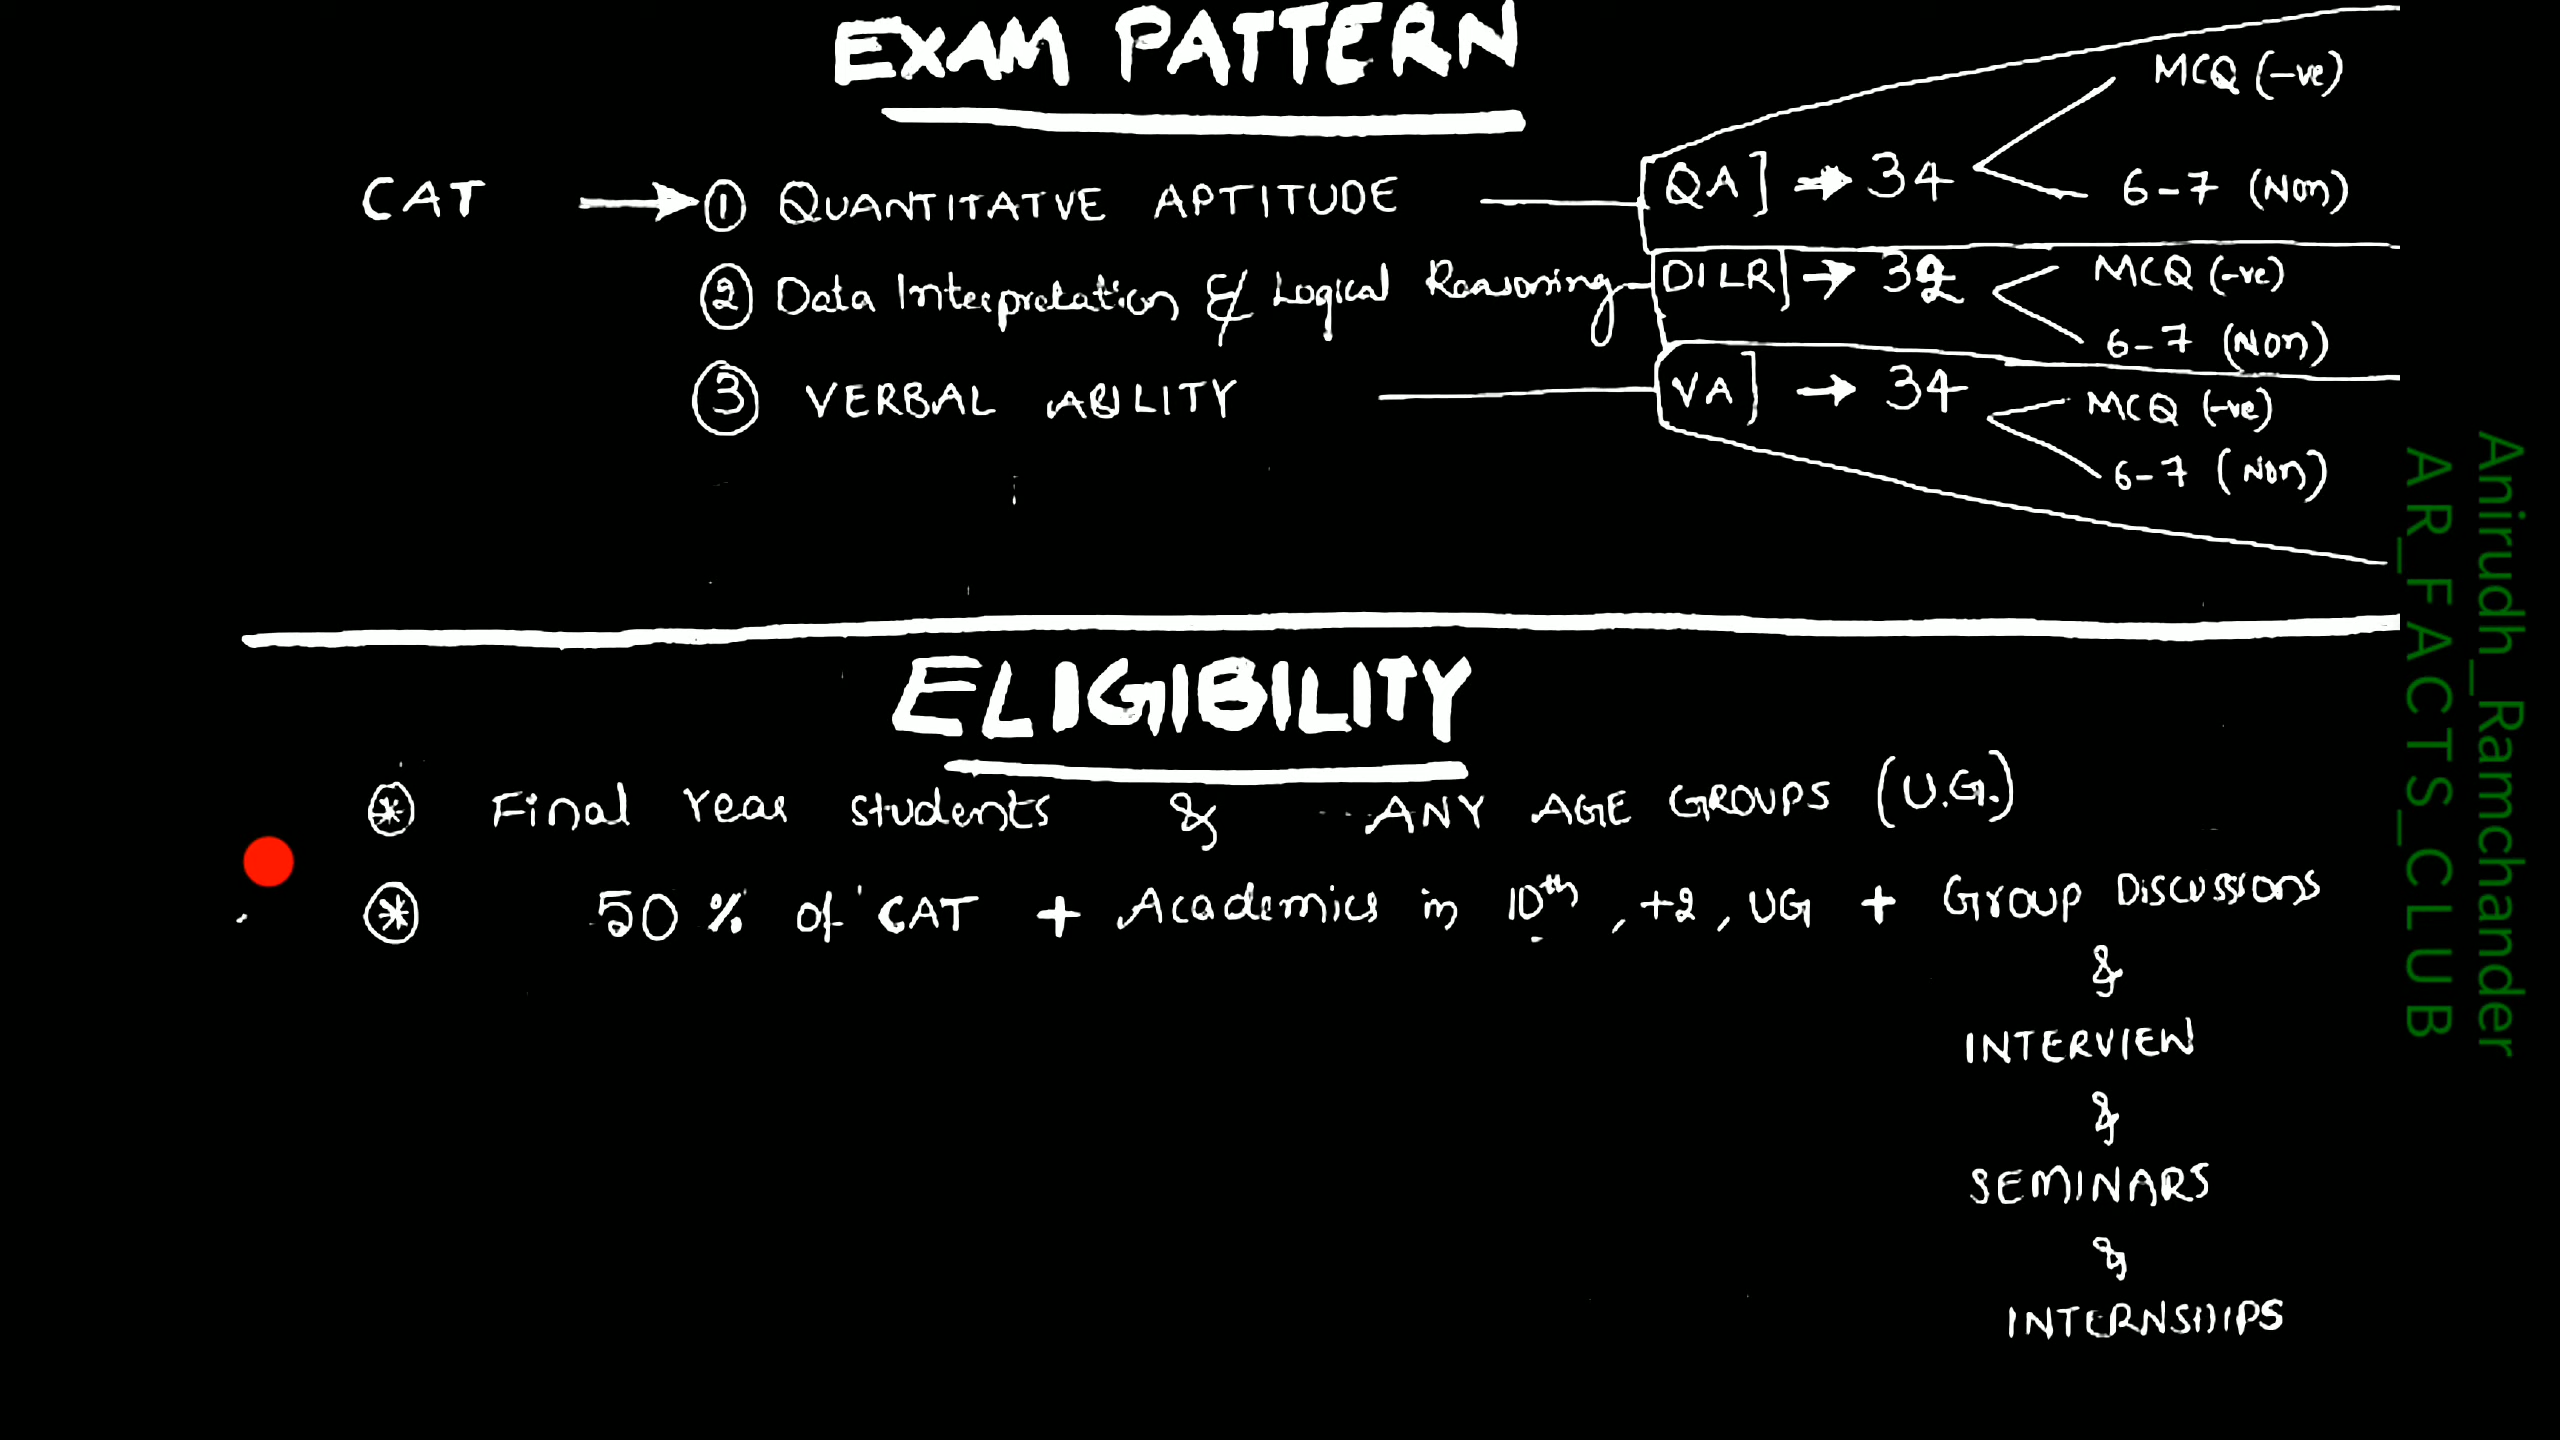 EXAM PATTERN
MCQ (-ve)
CAT → ① QUANTITATVE APTITUDE [QA] → 34
6-7 (Non)
② Data Interpretation & Logical Reasoning [DILR] → 32
MCQ (-ve)
6-7 (Non)
③ VERBAL ABILITY [VA] → 34
MCQ (-ve)
6-7 (Non)
ELIGIBILITY
Final Year students & ANY AGE GROUPS (U.G.)
50 % of CAT + Academics in 10th, +2, UG + GROUP DISCUSSIONS
&
INTERVIEW
&
SEMINARS
&
INTERNSHIPS
Anirudh_Ramchander
AR_FACTS_CLUB